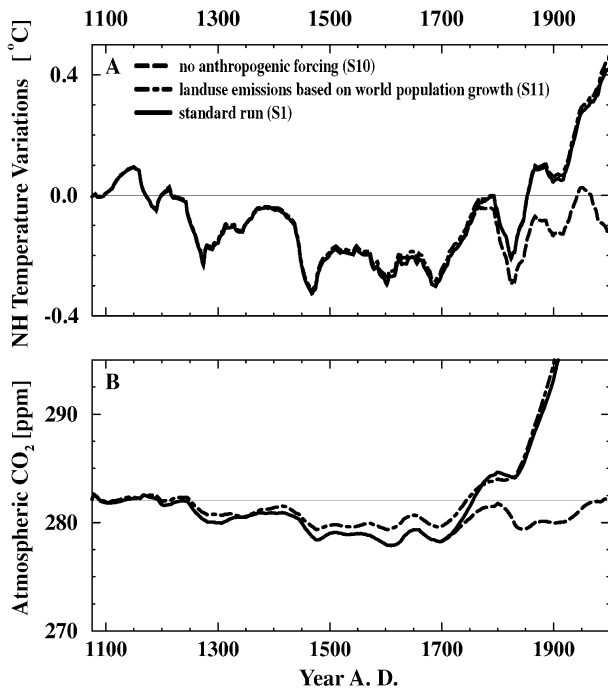 1100 1300 1500 1700 1900
NH Temperature Variations [°C]
A
no anthropogenic forcing (S10)
landuse emissions based on world population growth (S11)
standard run (S1)
0.4
0.0
-0.4
Atmospheric CO2 [ppm]
B
290
280
270
1100 1300 1500 1700 1900
Year A. D.